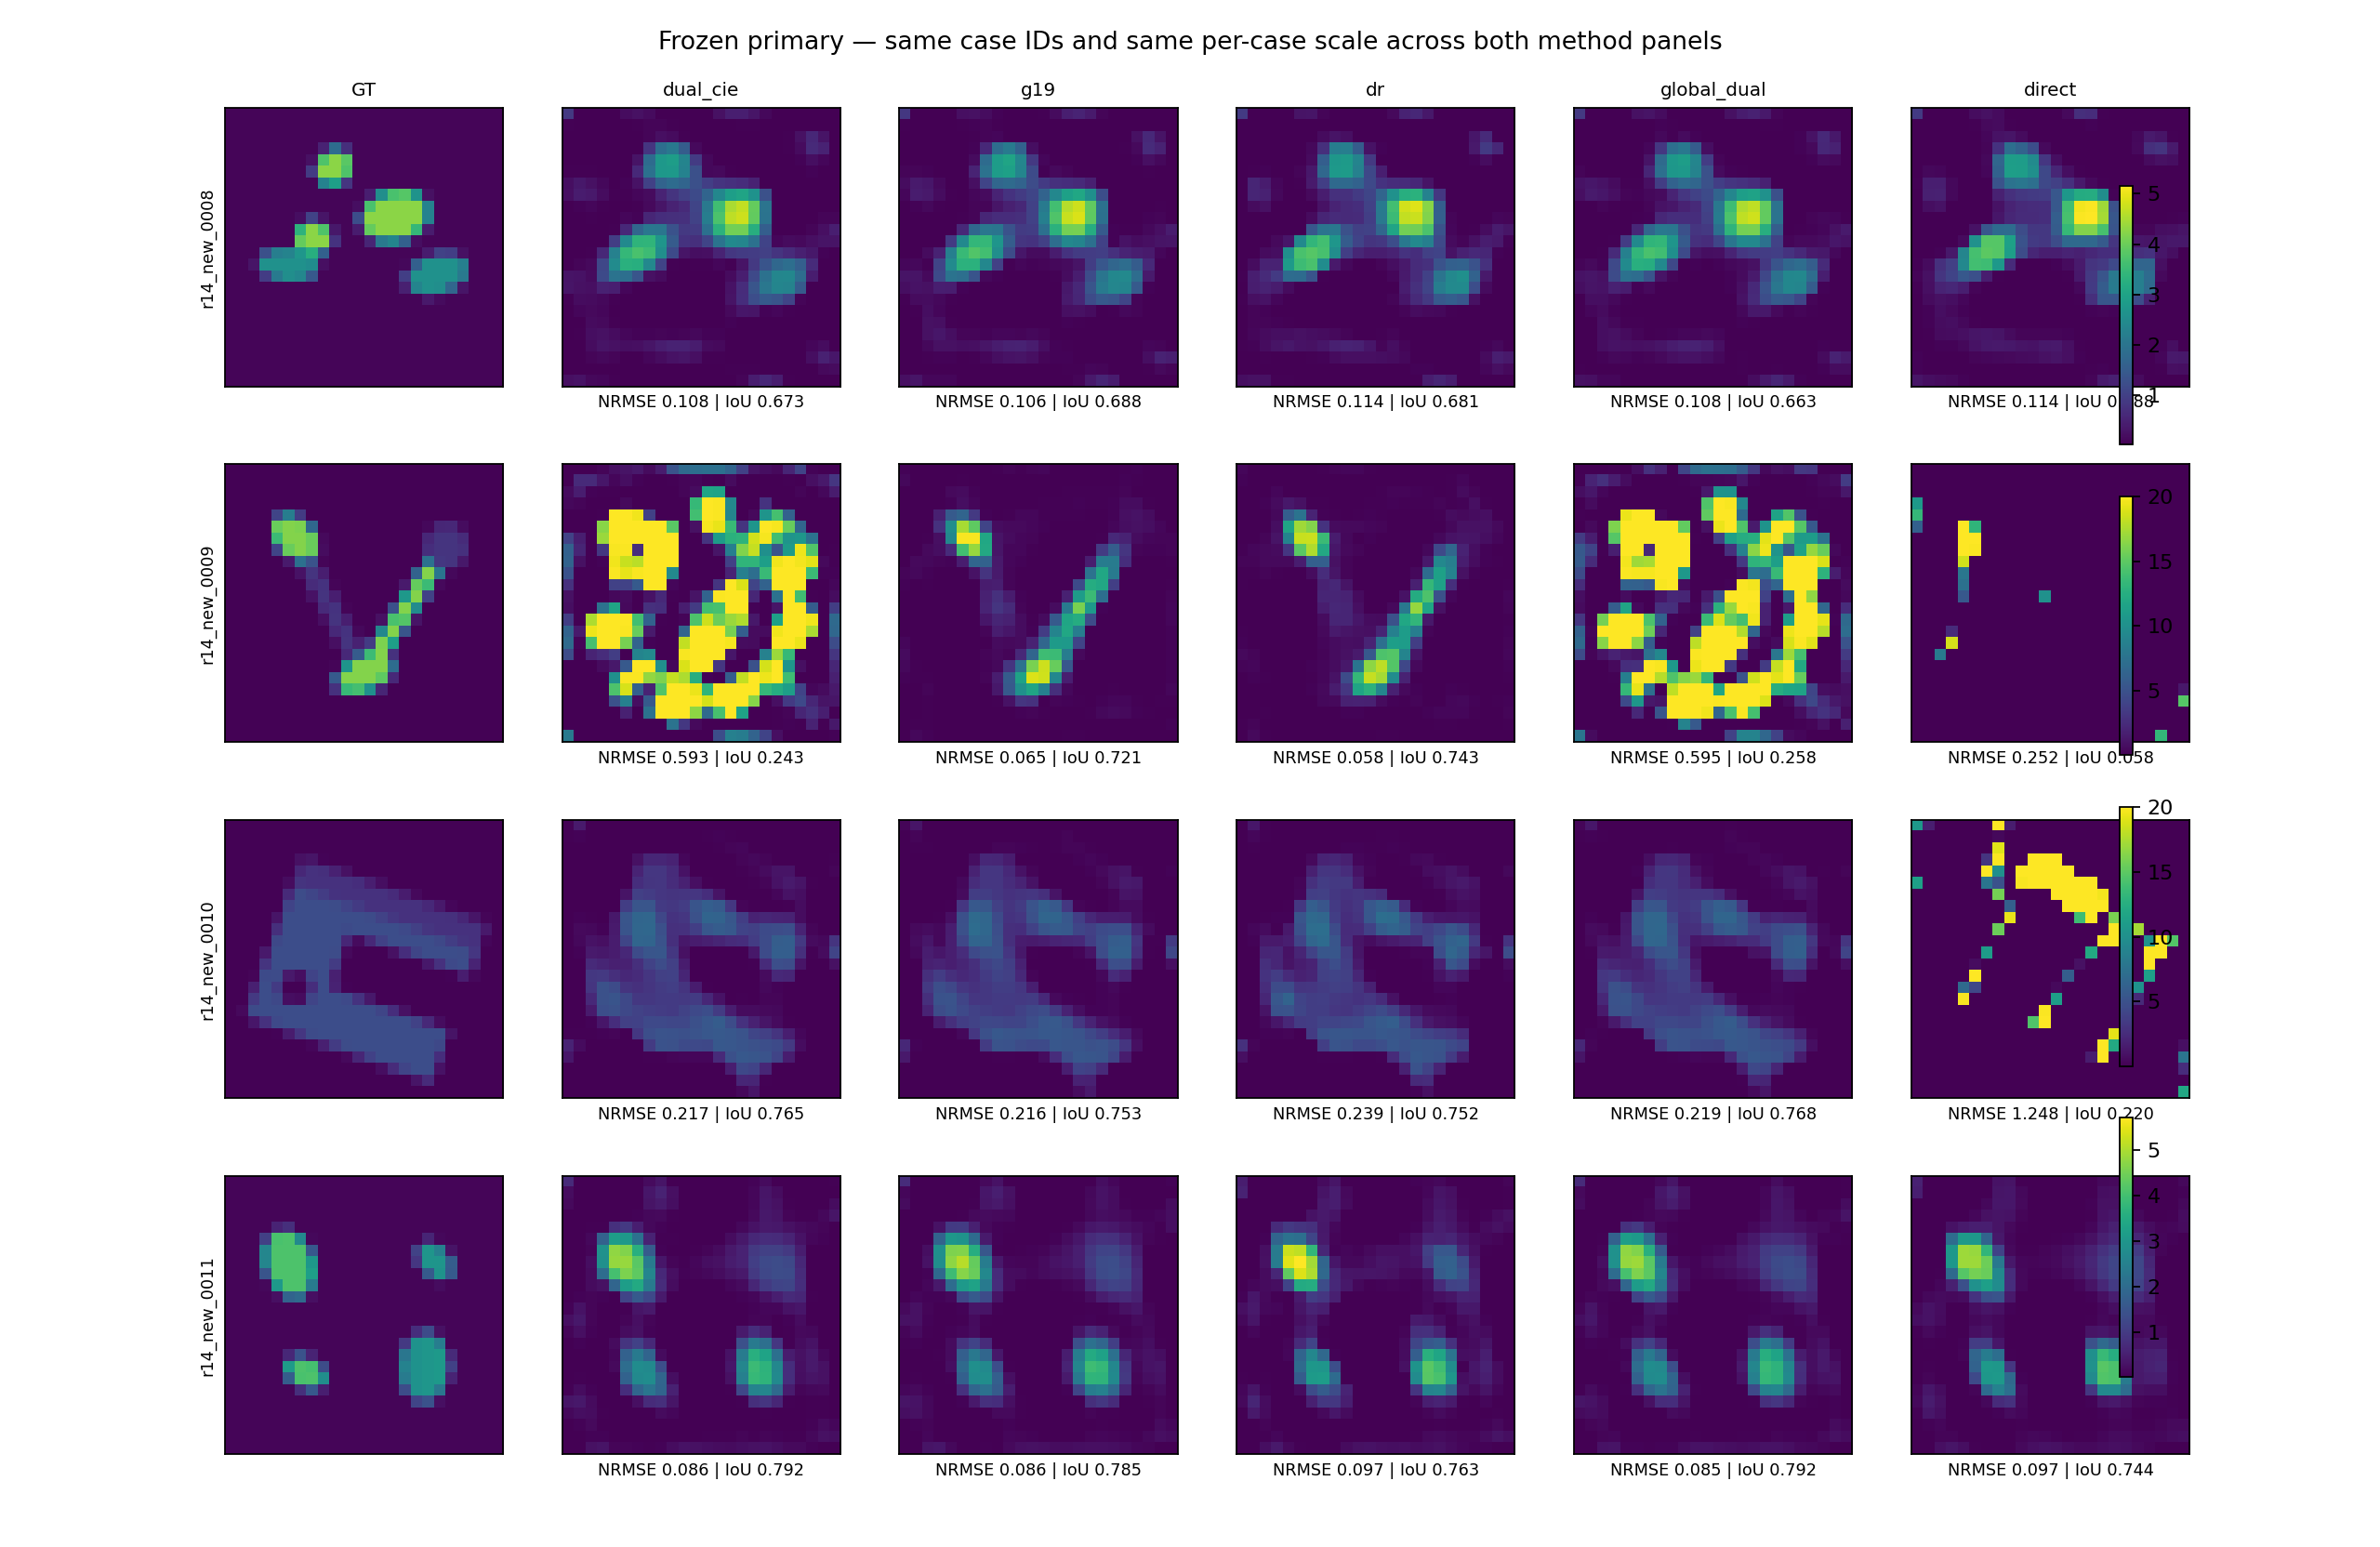 Frozen primary — same case IDs and same per-case scale across both method panels
GT dual_cie g19 dr global_dual direct
r14_new_0008
5
4
3
2
1
NRMSE 0.108 | IoU 0.673 NRMSE 0.106 | IoU 0.688 NRMSE 0.114 | IoU 0.681 NRMSE 0.108 | IoU 0.663 NRMSE 0.114 | IoU
r14_new_0009
20
15
10
5
NRMSE 0.593 | IoU 0.243 NRMSE 0.065 | IoU 0.721 NRMSE 0.058 | IoU 0.743 NRMSE 0.595 | IoU 0.258 NRMSE 0.252 | IoU 0.058
r14_new_0010
20
15
10
5
NRMSE 0.217 | IoU 0.765 NRMSE 0.216 | IoU 0.753 NRMSE 0.239 | IoU 0.752 NRMSE 0.219 | IoU 0.768 NRMSE 1.248 | IoU 0.220
r14_new_0011
5
4
3
2
1
NRMSE 0.086 | IoU 0.792 NRMSE 0.086 | IoU 0.785 NRMSE 0.097 | IoU 0.763 NRMSE 0.085 | IoU 0.792 NRMSE 0.097 | IoU 0.744